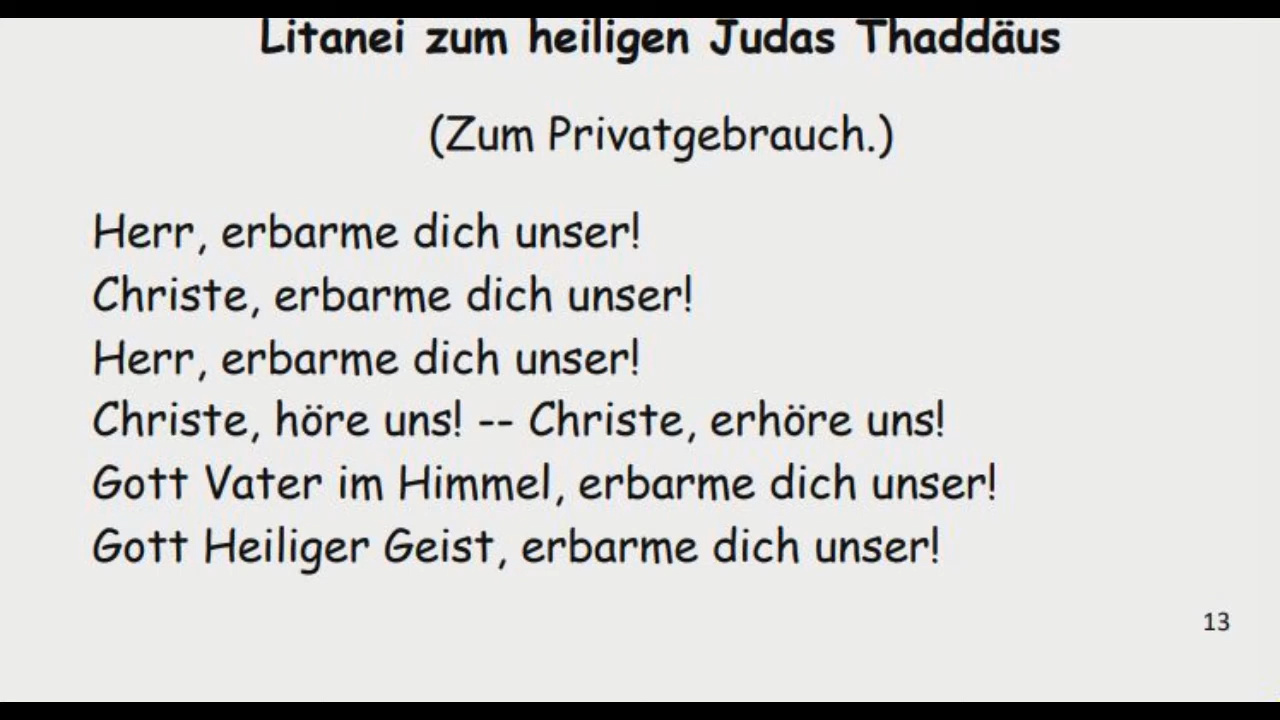 Litanei zum heiligen Judas Thaddäus
(Zum Privatgebrauch.)
Herr, erbarme dich unser!
Christe, erbarme dich unser!
Herr, erbarme dich unser!
Christe, höre uns! -- Christe, erhöre uns!
Gott Vater im Himmel, erbarme dich unser!
Gott Heiliger Geist, erbarme dich unser!
13